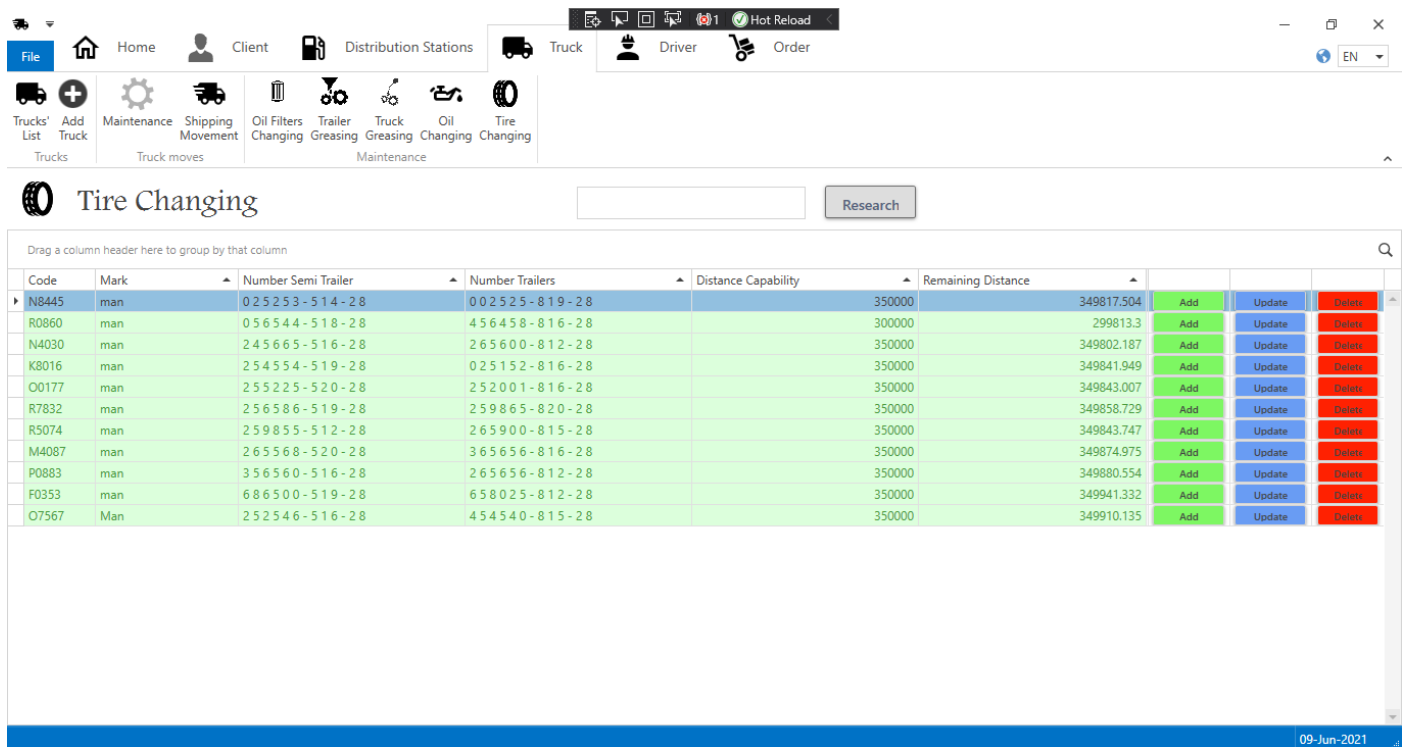 1 Hot Reload
File Home Client Distribution Stations Truck Driver Order EN
Trucks' List Add Truck Maintenance Shipping Movement Oil Filters Changing Trailer Greasing Truck Greasing Oil Changing Tire Changing
Trucks Truck moves Maintenance
Tire Changing Research
Drag a column header here to group by that column
Code Mark Number Semi Trailer Number Trailers Distance Capability Remaining Distance
N8445 man 025253-514-28 002525-819-28 350000 349817.504 Add Update Delete
R0860 man 056544-518-28 456458-816-28 300000 299813.3 Add Update Delete
N4030 man 245665-516-28 265600-812-28 350000 349802.187 Add Update Delete
K8016 man 254554-519-28 025152-816-28 350000 349841.949 Add Update Delete
O0177 man 255225-520-28 252001-816-28 350000 349843.007 Add Update Delete
R7832 man 256586-519-28 259865-820-28 350000 349858.729 Add Update Delete
R5074 man 259855-512-28 265900-815-28 350000 349843.747 Add Update Delete
M4087 man 265568-520-28 365656-816-28 350000 349874.975 Add Update Delete
P0883 man 356560-516-28 265656-812-28 350000 349880.554 Add Update Delete
F0353 man 686500-519-28 658025-812-28 350000 349941.332 Add Update Delete
O7567 Man 252546-516-28 454540-815-28 350000 349910.135 Add Update Delete
09-Jun-2021